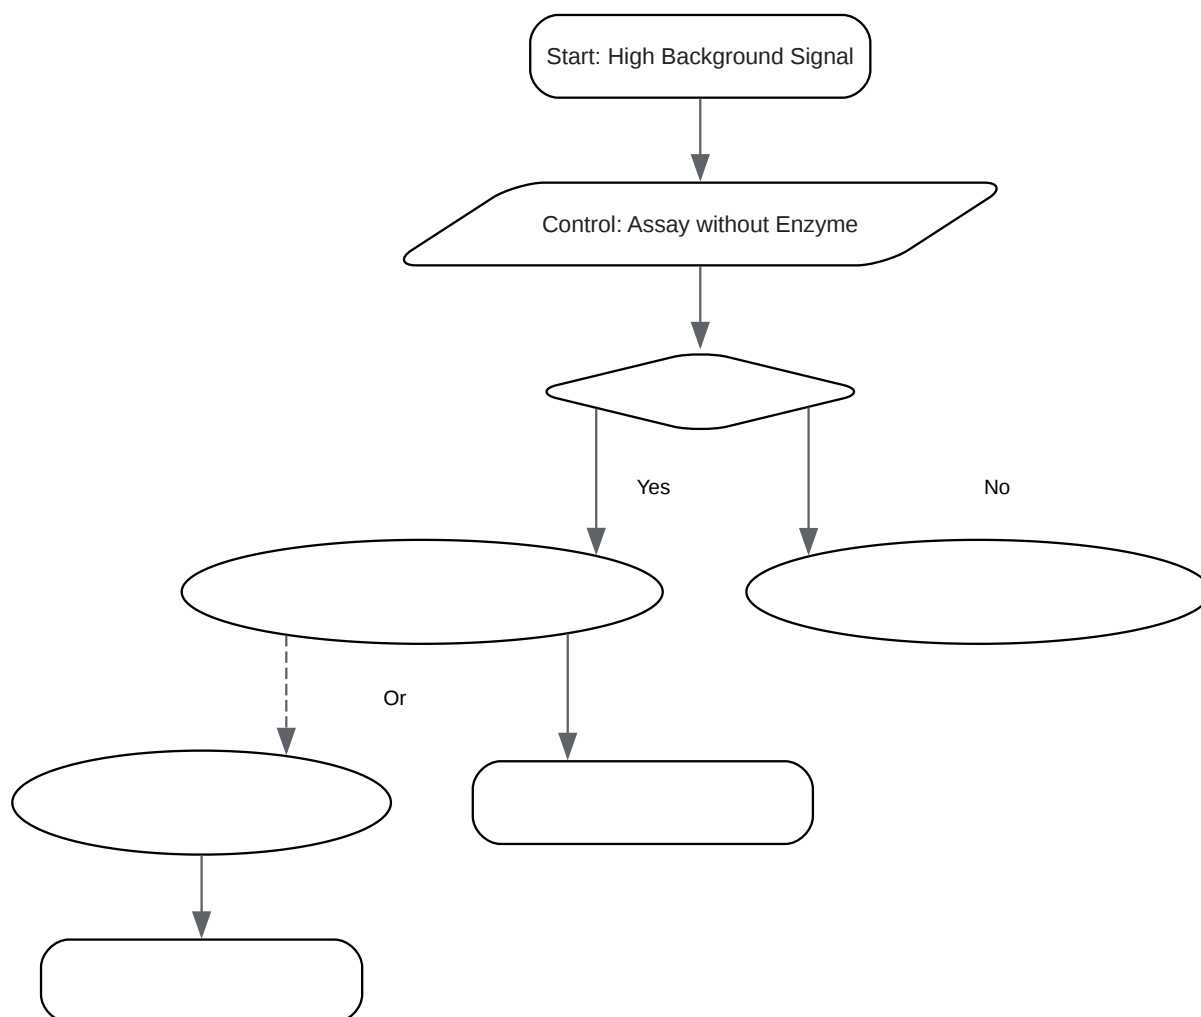 Start: High Background Signal
Control: Assay without Enzyme
Yes
No
Or